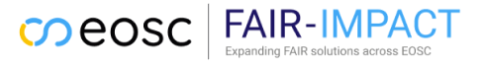 eosc
FAIR-IMPACT
Expanding FAIR solutions across EOSC